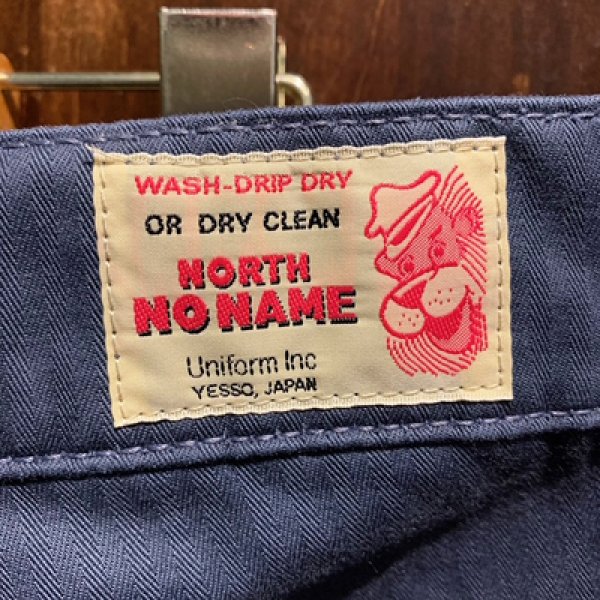 WASH-DRIP DRY
OR DRY CLEAN
NORTH
NO NAME
Uniform Inc
YESSO, JAPAN